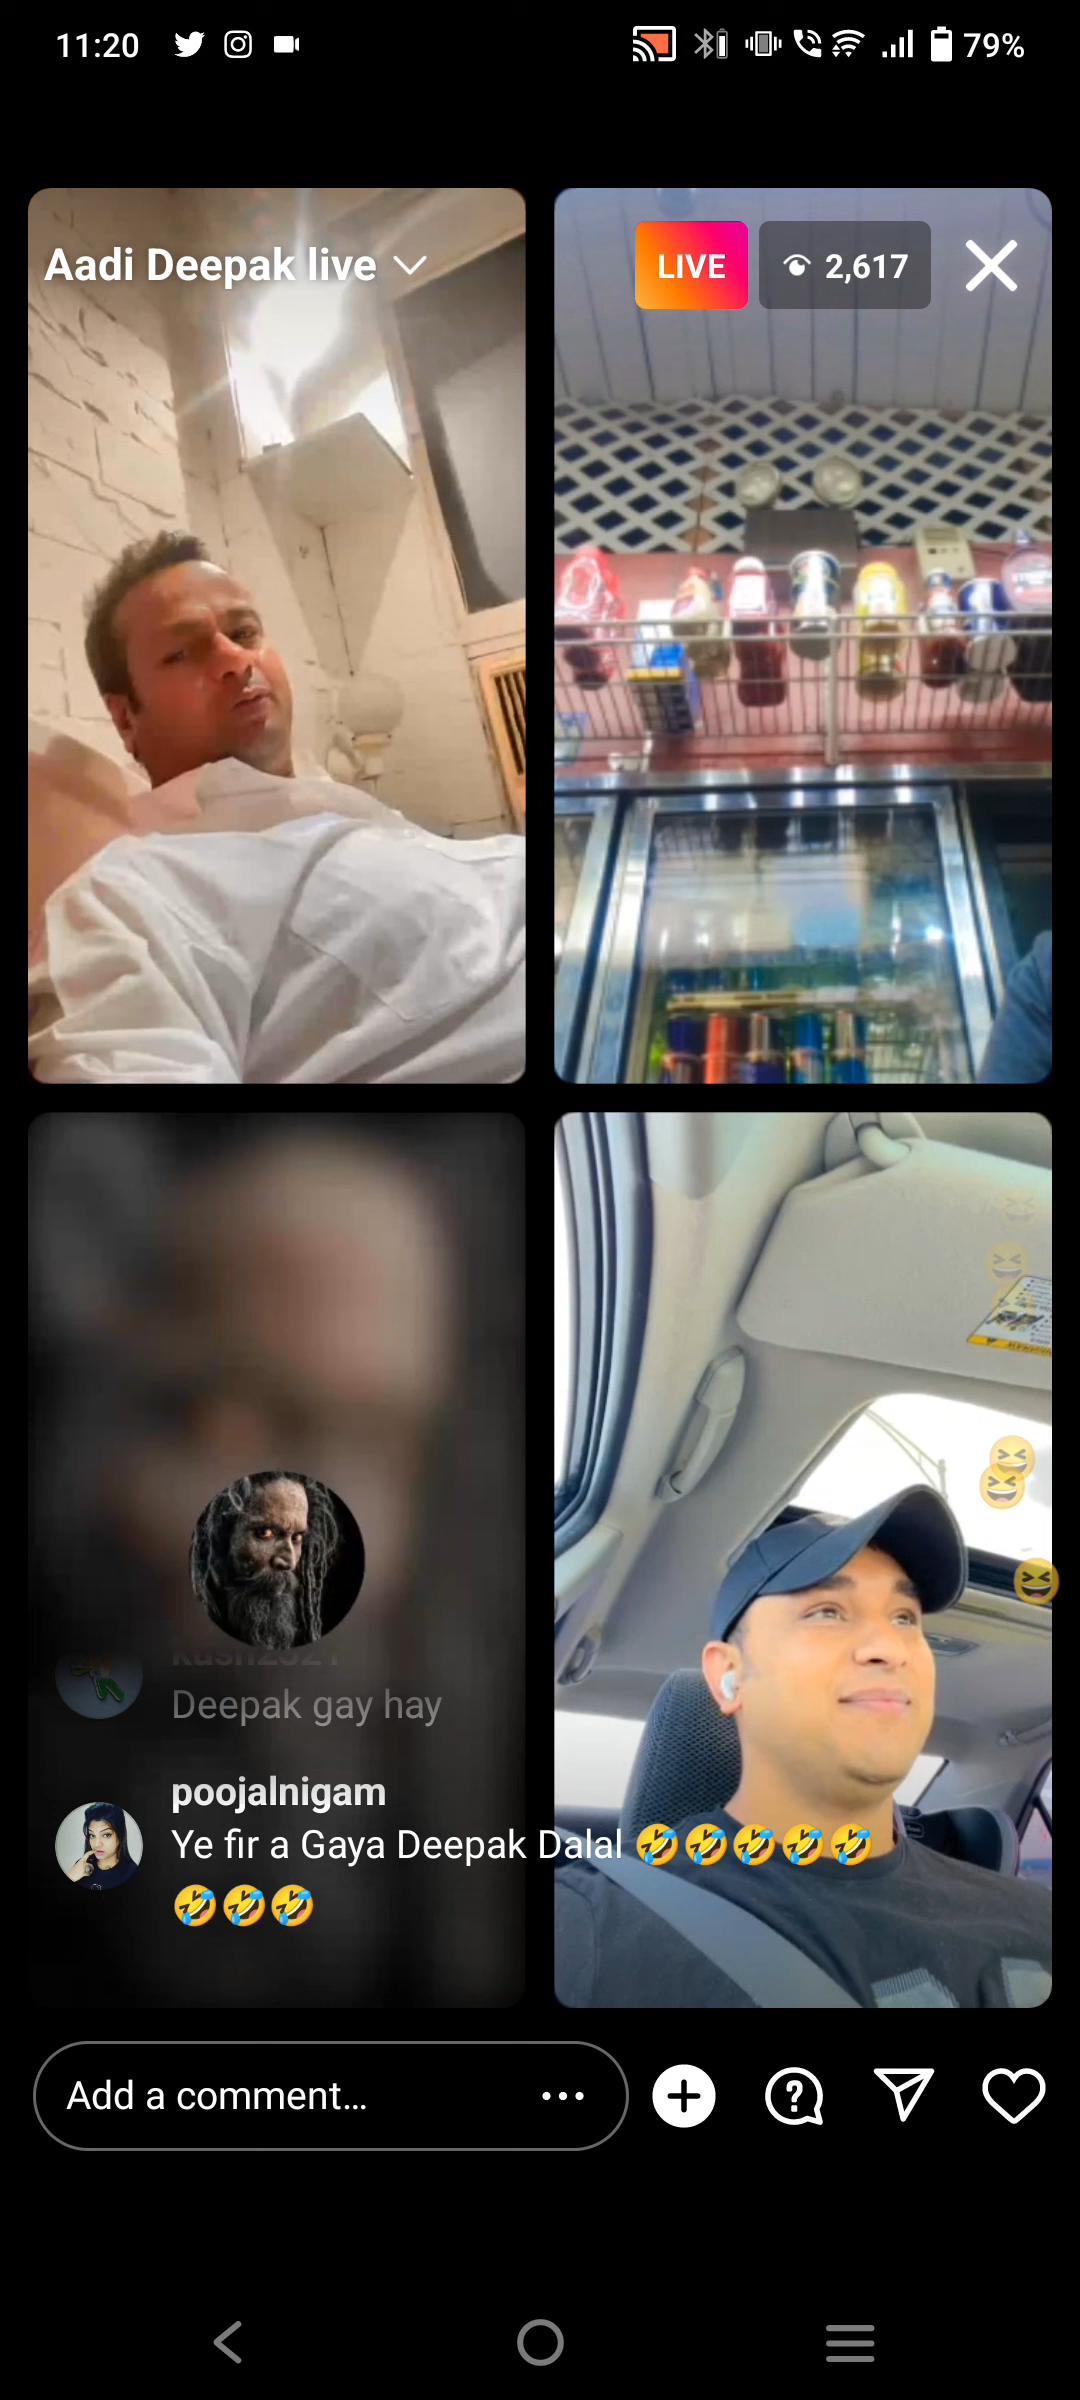 11:20
79%
Aadi Deepak live
LIVE
2,617
kush2321
Deepak gay hay
poojalnigam
Ye fir a Gaya Deepak Dalal 🤣🤣🤣🤣🤣
🤣🤣🤣
Add a comment...